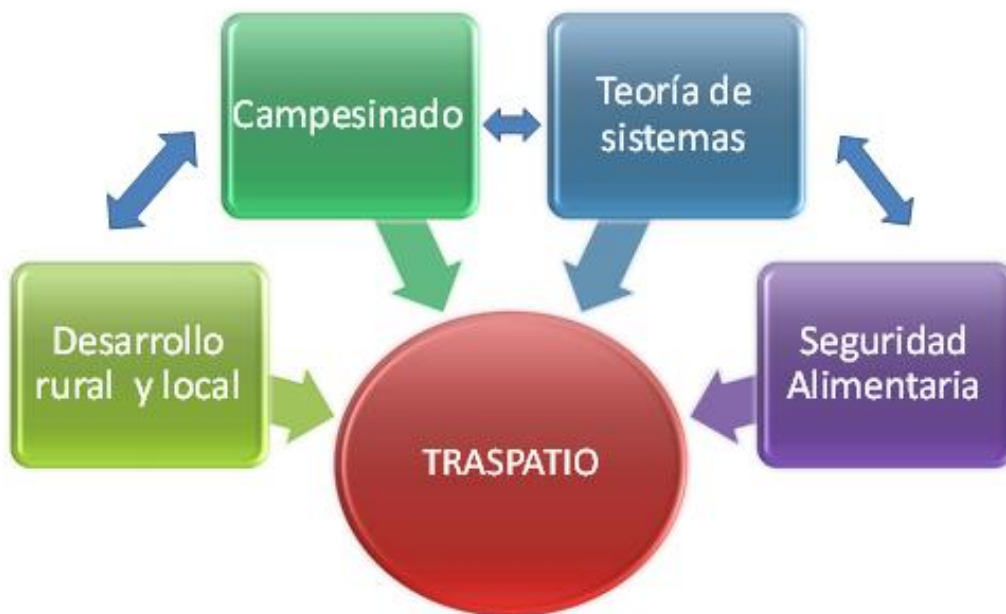 Campesinado
Teoría de
sistemas
Desarrollo
rural y local
Seguridad
Alimentaria
TRASPATIO